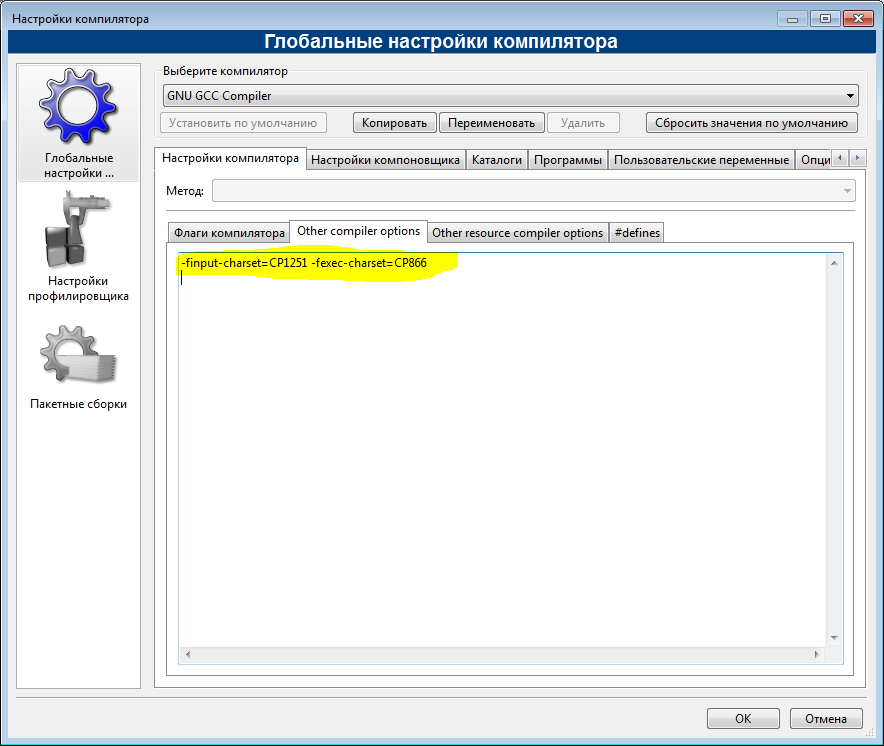 Настройки компилятора
Глобальные настройки компилятора
Глобальные
настройки ...
Настройки
профилировщика
Пакетные сборки
Выберите компилятор
GNU GCC Compiler
Установить по умолчанию Копировать Переименовать Удалить Сбросить значения по умолчанию
Настройки компилятора Настройки компоновщика Каталоги Программы Пользовательские переменные Опци
Метод:
Флаги компилятора Other compiler options Other resource compiler options #defines
-finput-charset=CP1251 -fexec-charset=CP866
OK Отмена